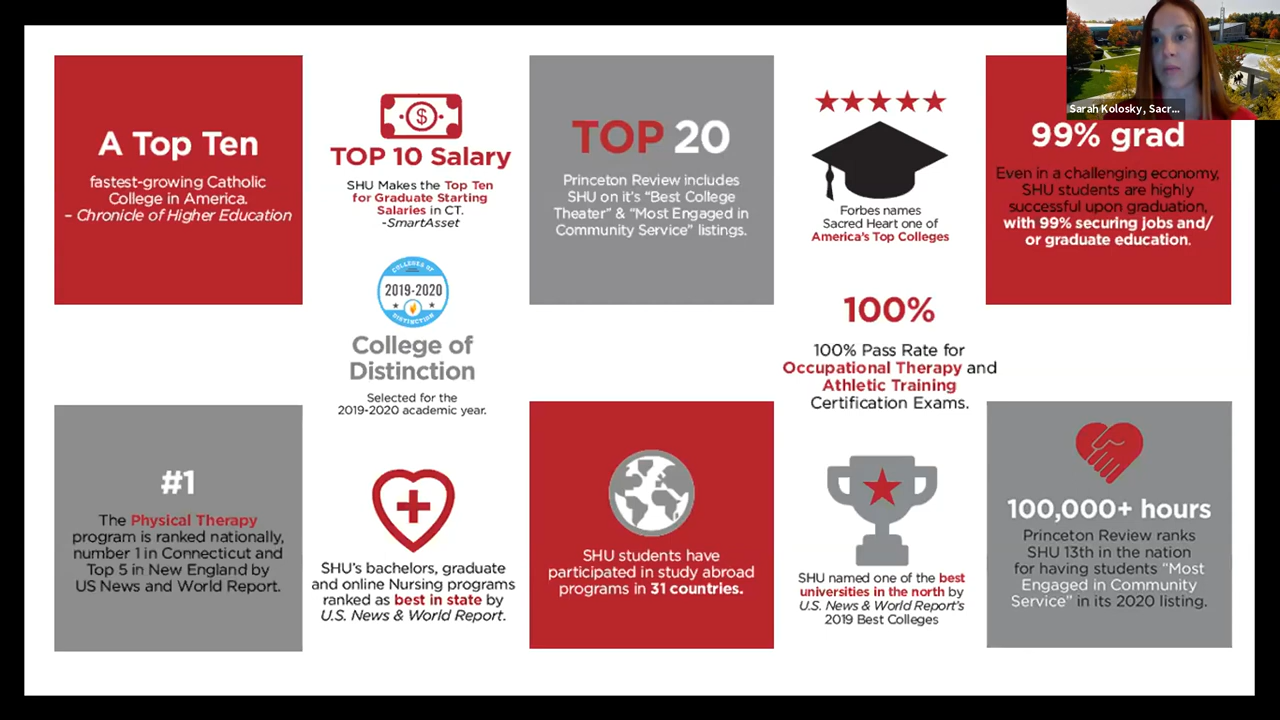 A Top Ten
fastest-growing Catholic
College in America.
– Chronicle of Higher Education
$
TOP 10 Salary
SHU Makes the Top Ten
for Graduate Starting
Salaries in CT.
-SmartAsset
TOP 20
Princeton Review includes
SHU on it's “Best College
Theater” & “Most Engaged in
Community Service” listings.
Forbes names
Sacred Heart one of
America's Top Colleges
Sarah Kolosky, Sacr...
99% grad
Even in a challenging economy,
SHU students are highly
successful upon graduation,
with 99% securing jobs and/
or graduate education.
COLLEGES OF
2019-2020
DISTINCTION
College of
Distinction
Selected for the
2019-2020 academic year.
100%
100% Pass Rate for
Occupational Therapy and
Athletic Training
Certification Exams.
#1
The Physical Therapy
program is ranked nationally,
number 1 in Connecticut and
Top 5 in New England by
US News and World Report.
SHU's bachelors, graduate
and online Nursing programs
ranked as best in state by
U.S. News & World Report.
SHU students have
participated in study abroad
programs in 31 countries.
SHU named one of the best
universities in the north by
U.S. News & World Report's
2019 Best Colleges
100,000+ hours
Princeton Review ranks
SHU 13th in the nation
for having students “Most
Engaged in Community
Service” in its 2020 listing.